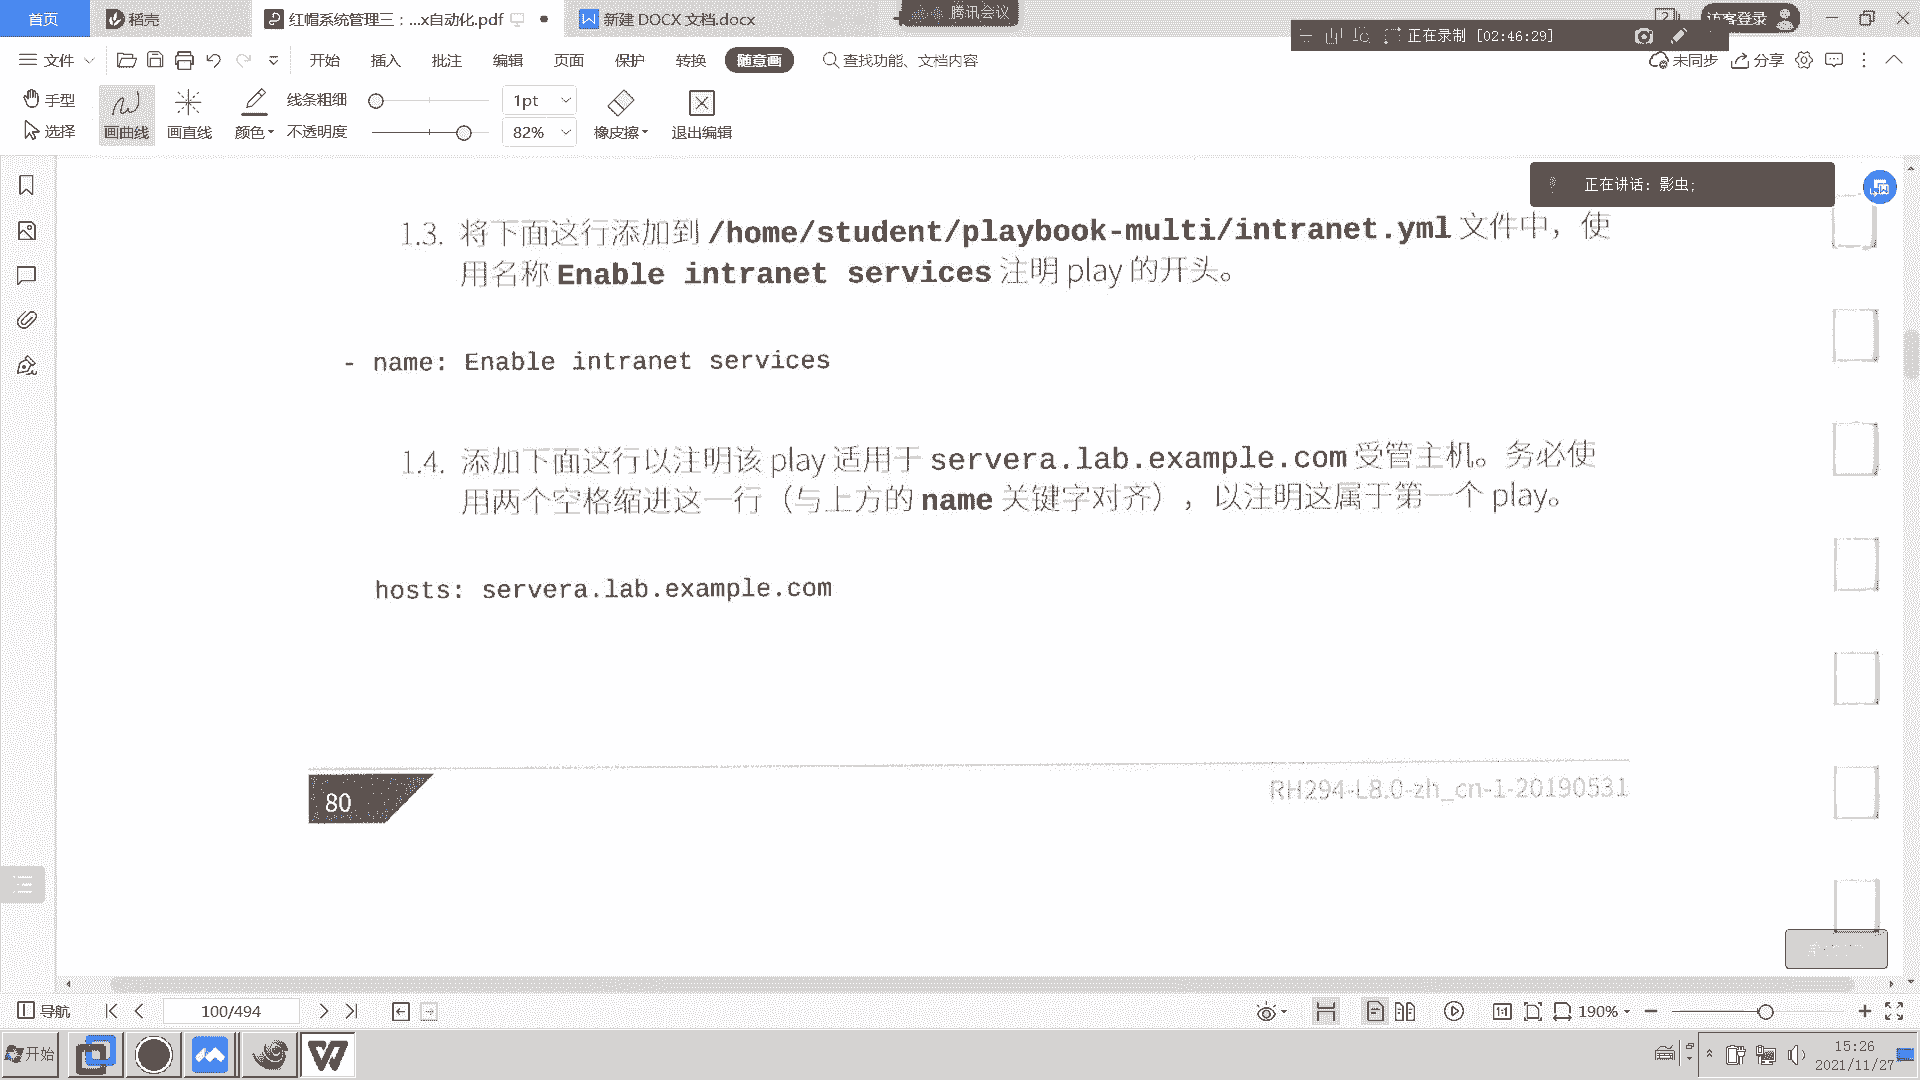 首页
稻壳
红帽系统管理三：...x自动化.pdf
新建 DOCX 文档.docx
腾讯会议
访客登录
正在录制 [02:46:29]
文件
开始
插入
批注
编辑
页面
保护
转换
随意画
查找功能、文档内容
未同步
分享
手型
选择
画曲线
画直线
颜色
线条粗细
不透明度
1pt
82%
橡皮擦
退出编辑
正在讲话：影虫;
1.3. 将下面这行添加到 /home/student/playbook-multi/intranet.yml 文件中，使
用名称 Enable intranet services 注明 play 的开头。
- name: Enable intranet services
1.4. 添加下面这行以注明该 play 适用于 servera.lab.example.com 受管主机。务必使
用两个空格缩进这一行（与上方的 name 关键字对齐），以注明这属于第一个 play。
hosts: servera.lab.example.com
80
RH294-L8.0-zh_cn-1-20190531
导航
100/494
190%
开始
15:26
2021/11/27